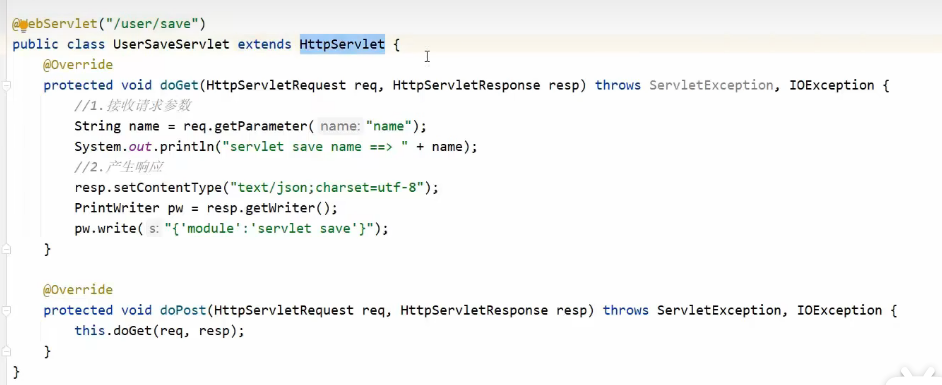 @WebServlet("/user/save")
public class UserSaveServlet extends HttpServlet {
@Override
protected void doGet(HttpServletRequest req, HttpServletResponse resp) throws ServletException, IOException {
//1.接收请求参数
String name = req.getParameter( name: "name");
System.out.println("servlet save name ==> " + name);
//2.产生响应
resp.setContentType("text/json;charset=utf-8");
PrintWriter pw = resp.getWriter();
pw.write( s: "{'module':'servlet save'}");
}
@Override
protected void doPost(HttpServletRequest req, HttpServletResponse resp) throws ServletException, IOException {
this.doGet(req, resp);
}
}